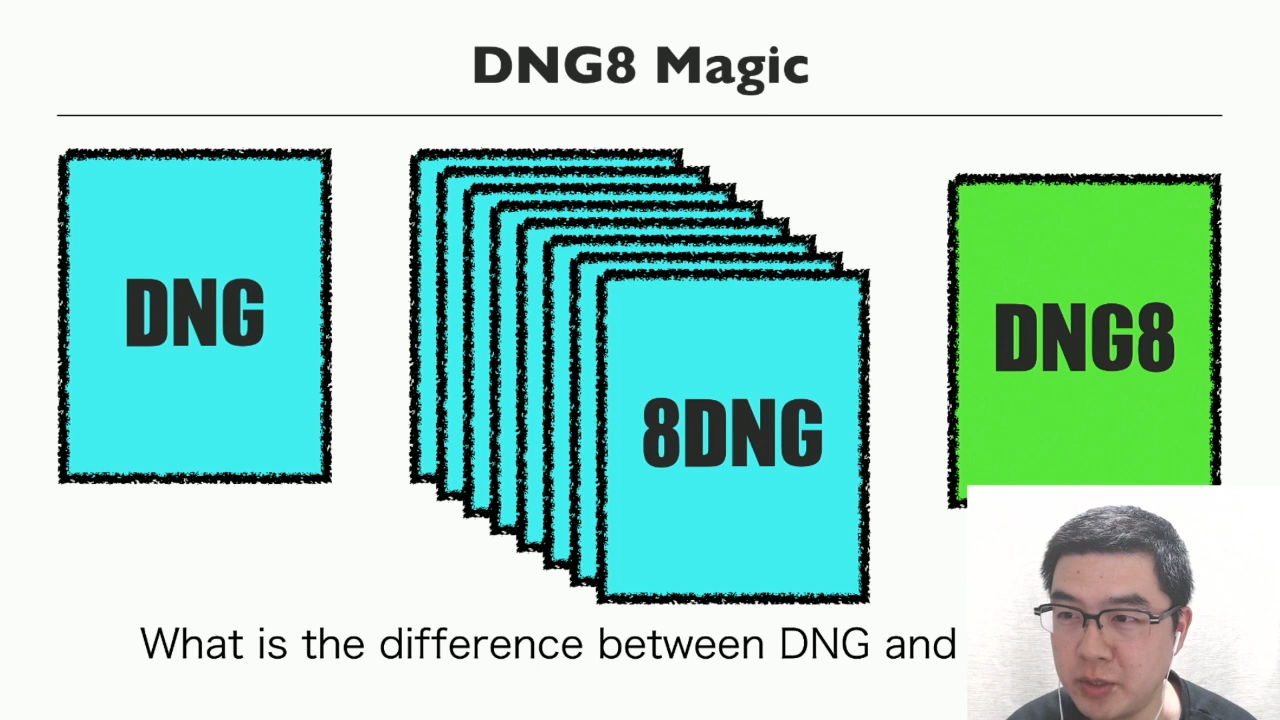 DNG8 Magic
DNG
8DNG
DNG8
What is the difference between DNG and